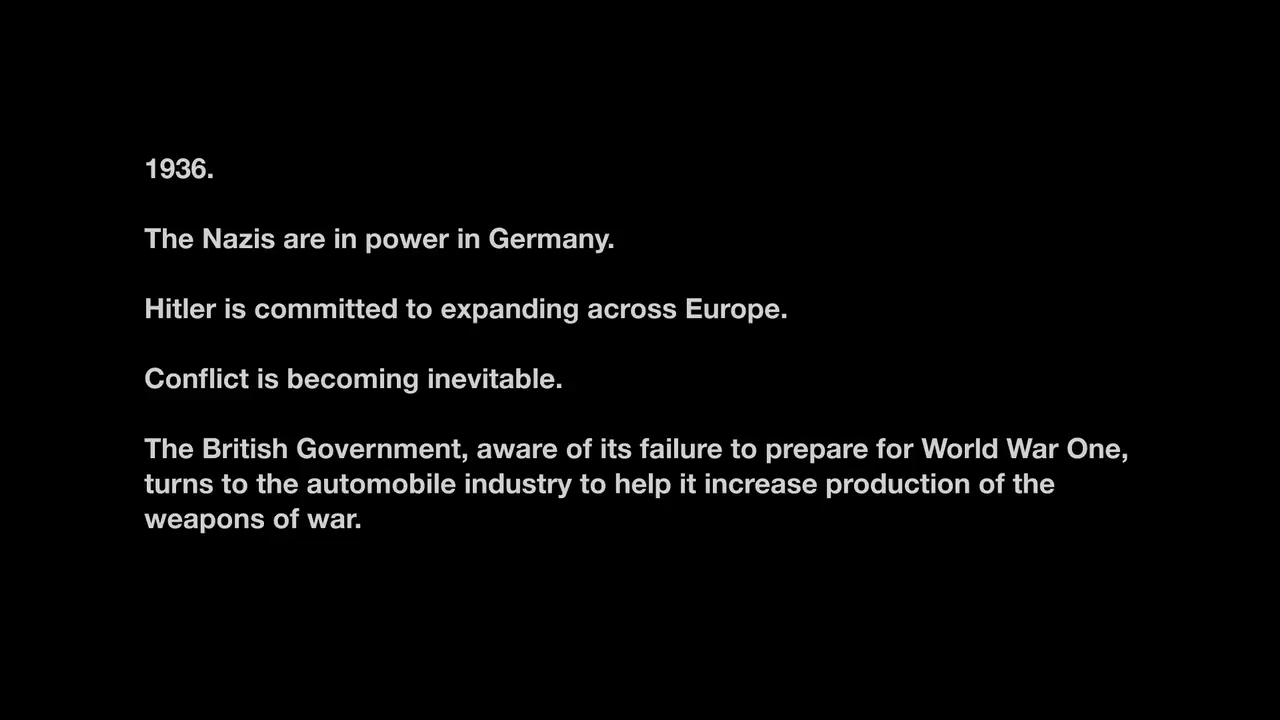 1936.
The Nazis are in power in Germany.
Hitler is committed to expanding across Europe.
Conflict is becoming inevitable.
The British Government, aware of its failure to prepare for World War One,
turns to the automobile industry to help it increase production of the
weapons of war.